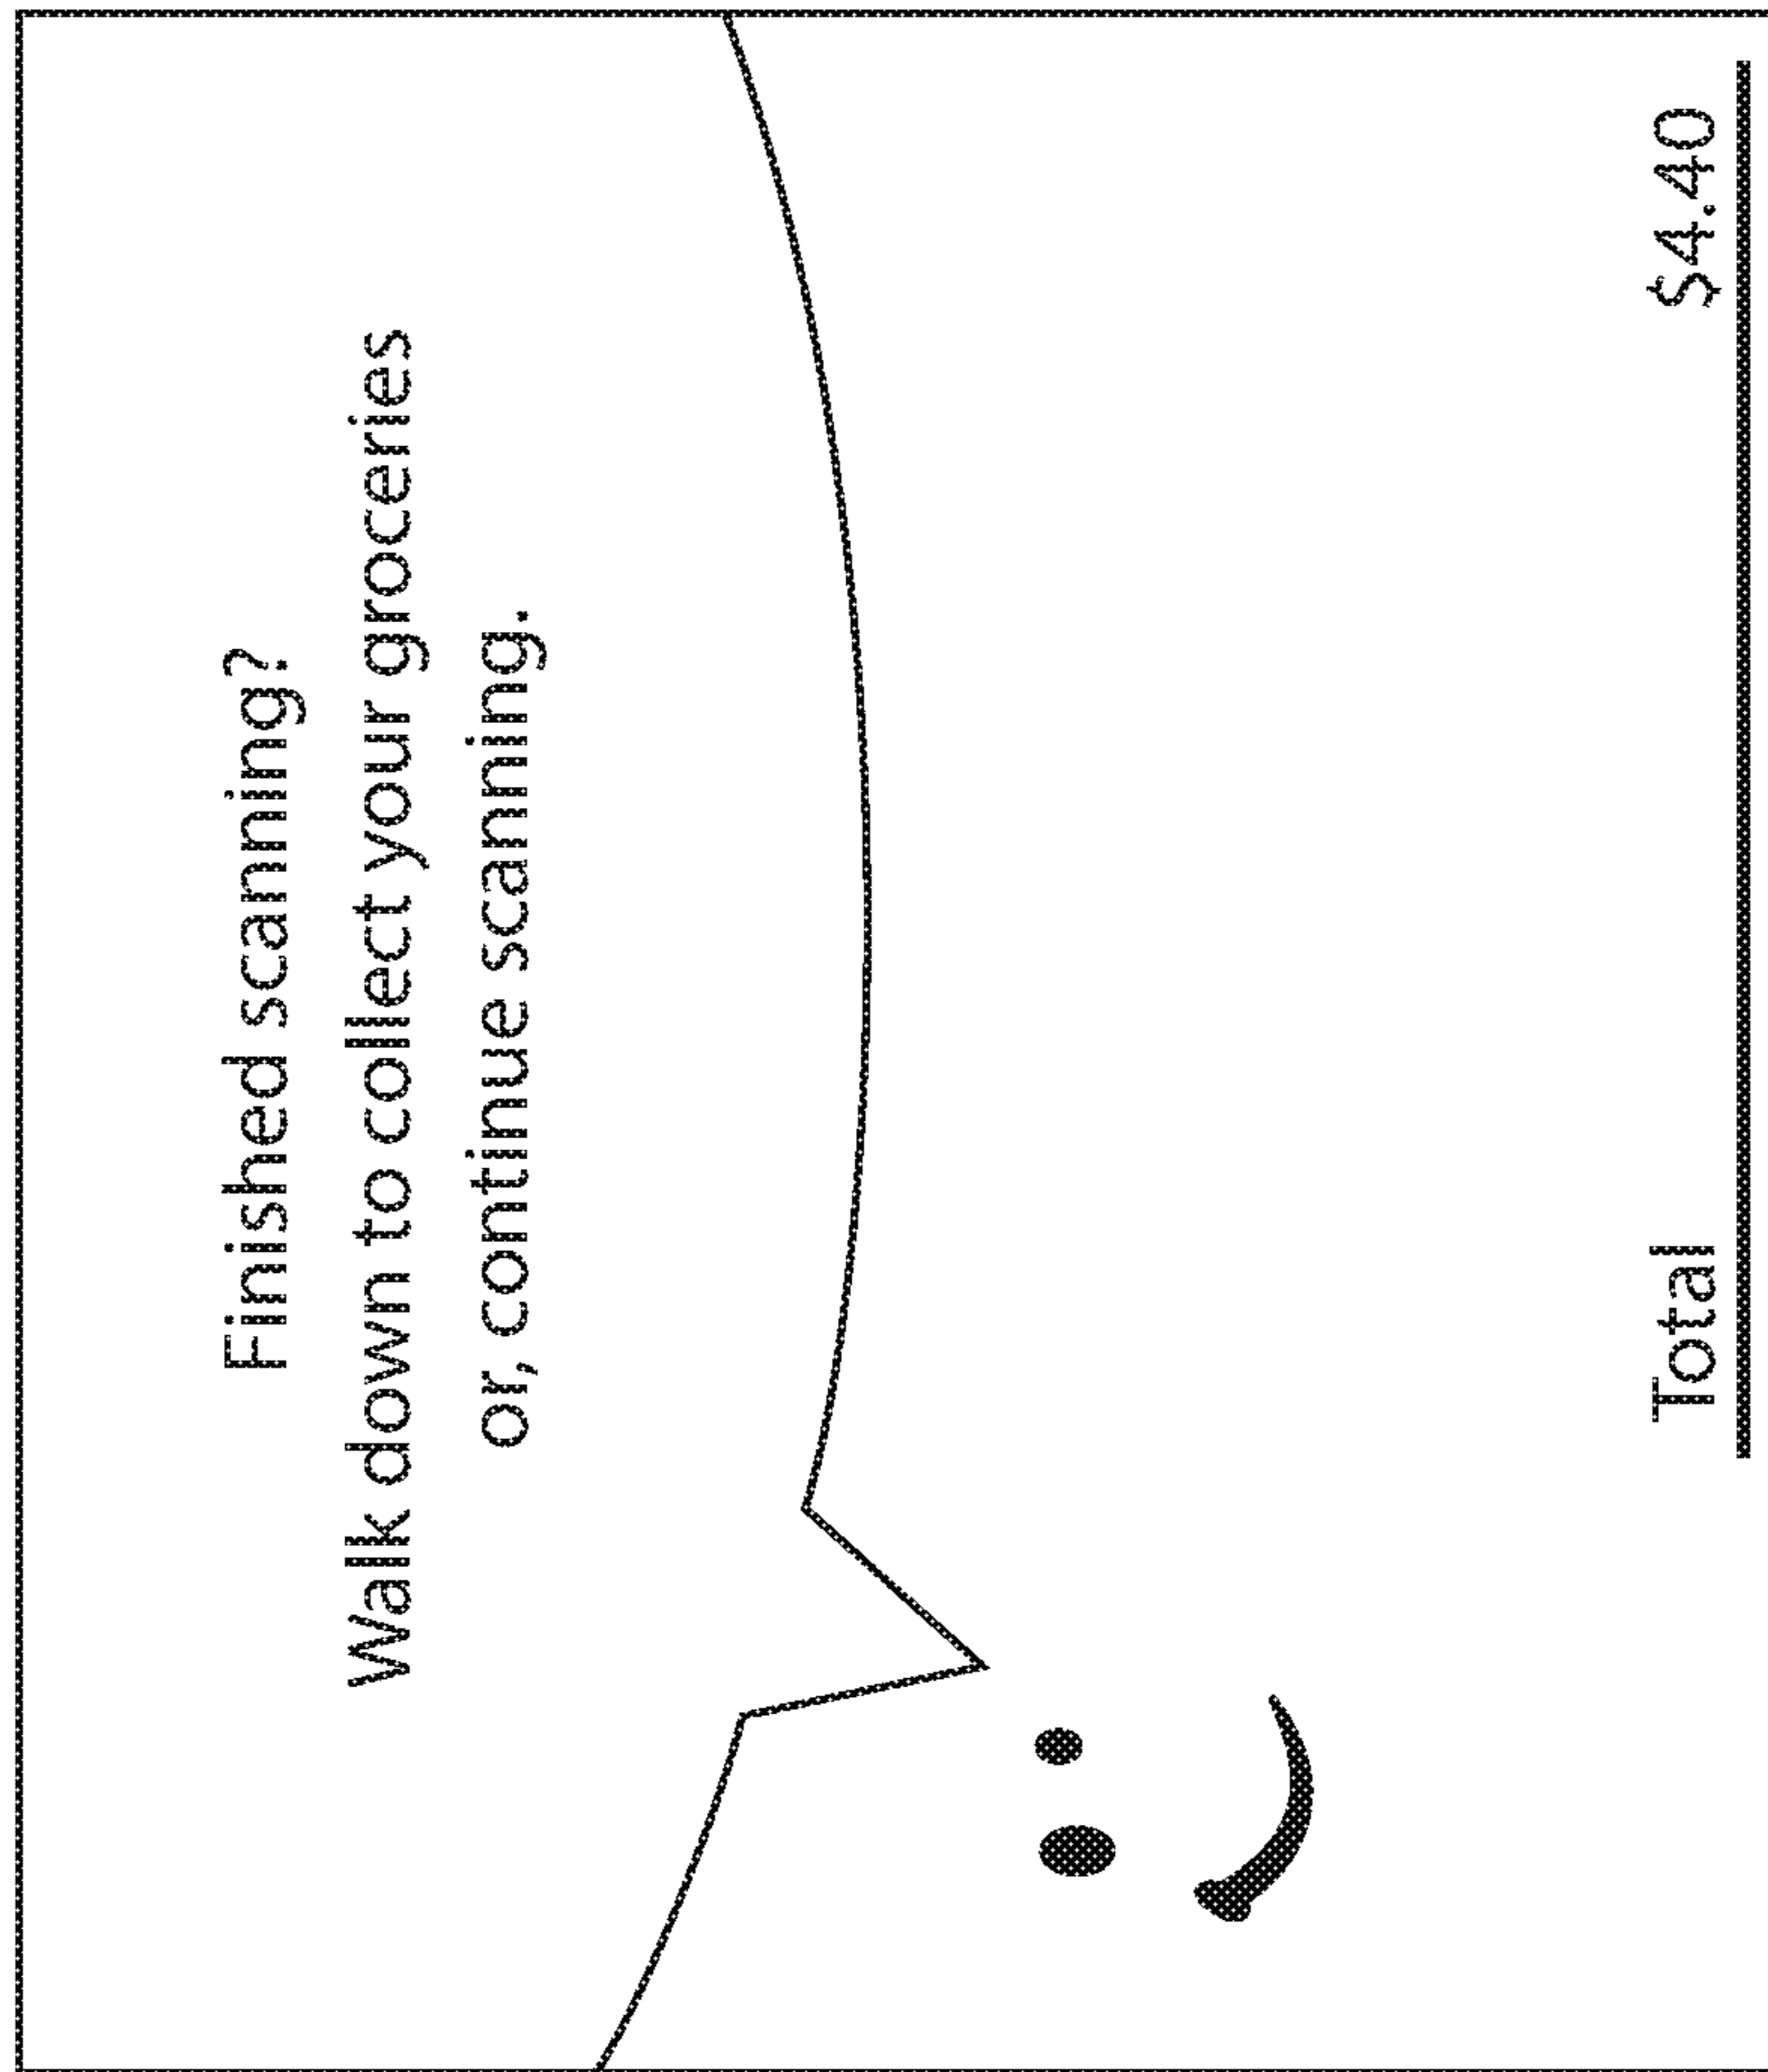 Finished scanning?
Walk down to collect your groceries
or, continue scanning.
Total $4.40